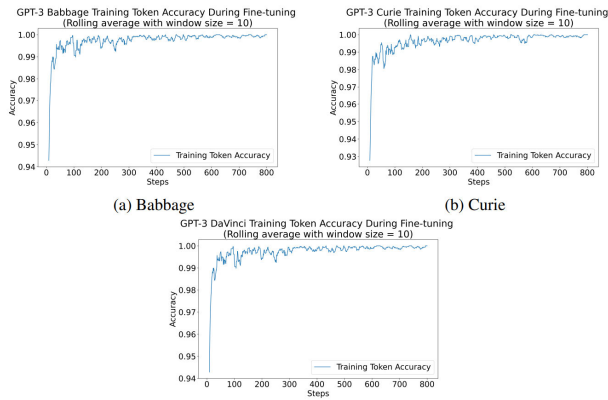 GPT-3 Babbage Training Token Accuracy During Fine-tuning
(Rolling average with window size = 10)
1.00
0.99
0.98
0.97
0.96
0.95
0.94
Accuracy
Training Token Accuracy
0 100 200 300 400 500 600 700 800
Steps
(a) Babbage
GPT-3 Curie Training Token Accuracy During Fine-tuning
(Rolling average with window size = 10)
1.00
0.99
0.98
0.97
0.96
0.95
0.94
0.93
Accuracy
Training Token Accuracy
0 100 200 300 400 500 600 700 800
Steps
(b) Curie
GPT-3 DaVinci Training Token Accuracy During Fine-tuning
(Rolling average with window size = 10)
1.00
0.99
0.98
0.97
0.96
0.95
0.94
Accuracy
Training Token Accuracy
0 100 200 300 400 500 600 700 800
Steps